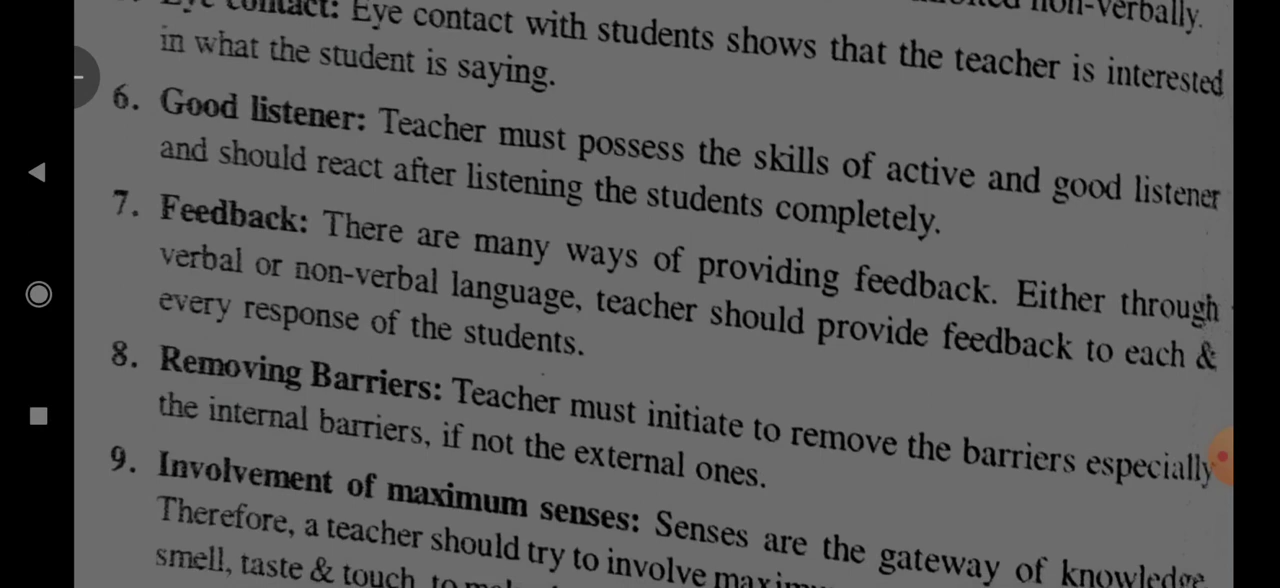 contact: Eye contact with students shows that the teacher is interested
non-verbally.
in what the student is saying.
6. Good listener: Teacher must possess the skills of active and good listener
and should react after listening the students completely.
7. Feedback: There are many ways of providing feedback. Either through
verbal or non-verbal language, teacher should provide feedback to each &
every response of the students.
8. Removing Barriers: Teacher must initiate to remove the barriers especially
the internal barriers, if not the external ones.
9. Involvement of maximum senses: Senses are the gateway of knowledge.
Therefore, a teacher should try to involve
smell, taste & touch, to